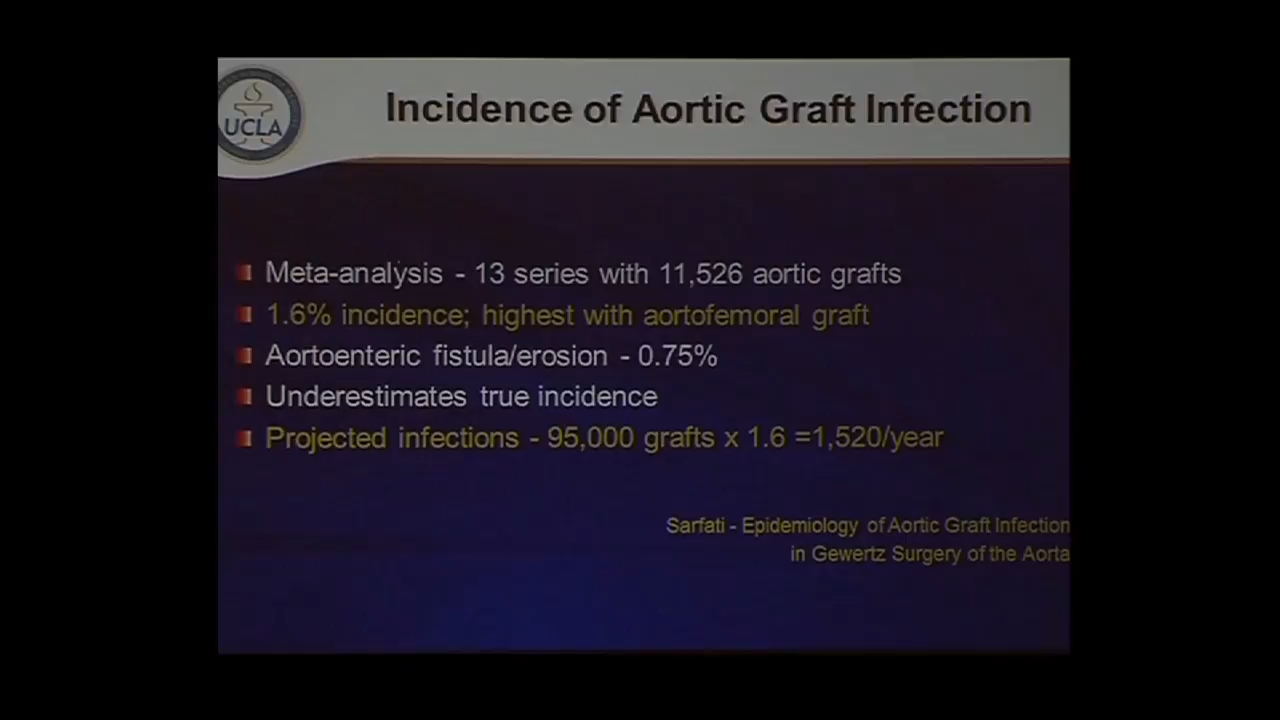 UCLA
Incidence of Aortic Graft Infection
Meta-analysis - 13 series with 11,526 aortic grafts
1.6% incidence; highest with aortofemoral graft
Aortoenteric fistula/erosion - 0.75%
Underestimates true incidence
Projected infections - 95,000 grafts x 1.6 =1,520/year
Sarfati - Epidemiology of Aortic Graft Infection
in Gewertz Surgery of the Aorta